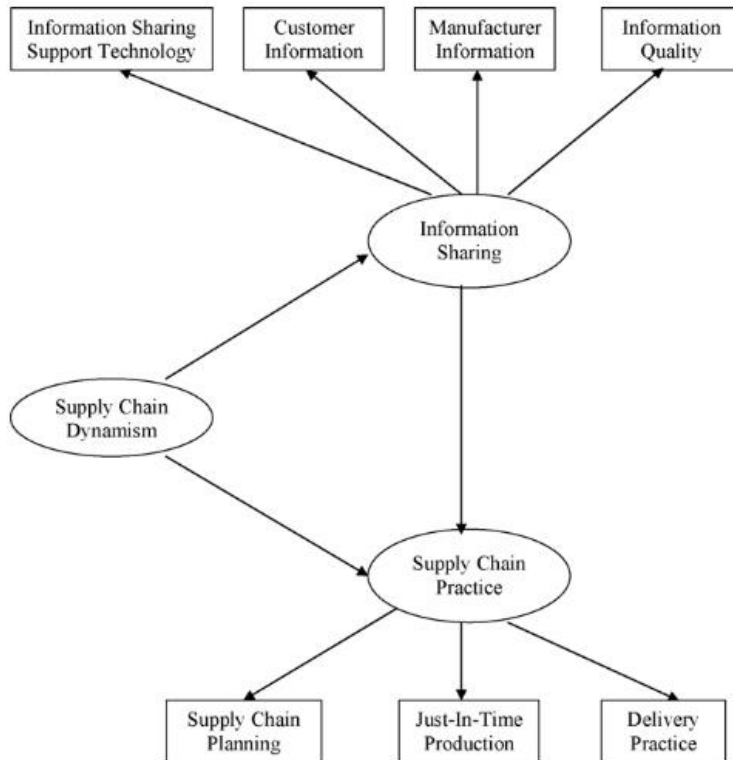 Information Sharing
Support Technology
Customer
Information
Manufacturer
Information
Information
Quality
Information
Sharing
Supply Chain
Dynamism
Supply Chain
Practice
Supply Chain
Planning
Just-In-Time
Production
Delivery
Practice